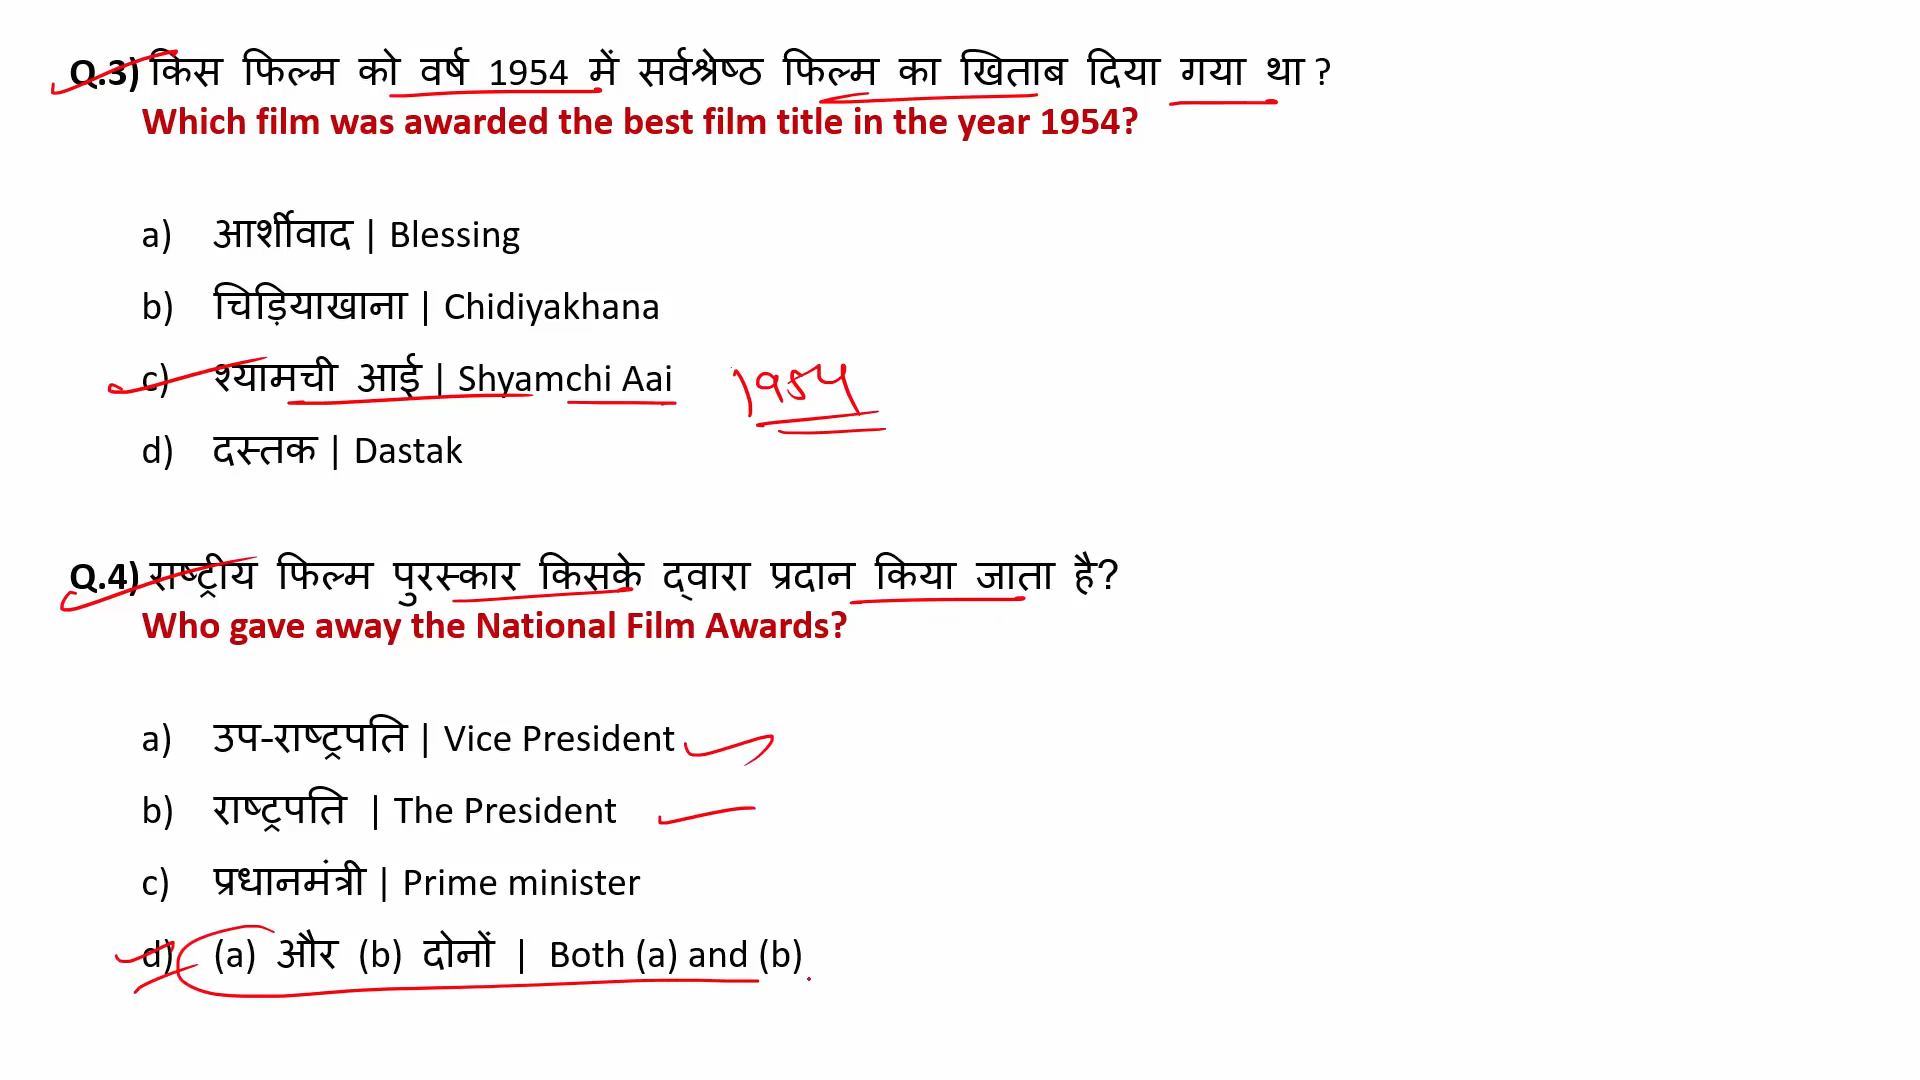 Q.3) किस फिल्म को वर्ष 1954 में सर्वश्रेष्ठ फिल्म का खिताब दिया गया था ?
Which film was awarded the best film title in the year 1954?
a) आर्शीवाद | Blessing
b) चिड़ियाखाना | Chidiyakhana
c) श्यामची आई | Shyamchi Aai 1954
d) दस्तक | Dastak
Q.4) राष्ट्रीय फिल्म पुरस्कार किसके द्वारा प्रदान किया जाता है?
Who gave away the National Film Awards?
a) उप-राष्ट्रपति | Vice President
b) राष्ट्रपति | The President
c) प्रधानमंत्री | Prime minister
d) (a) और (b) दोनों | Both (a) and (b)